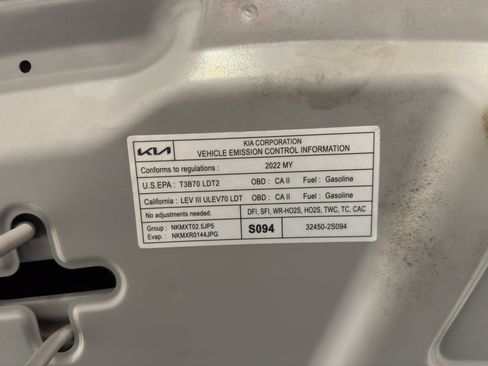 KIA
KIA CORPORATION
VEHICLE EMISSION CONTROL INFORMATION
Conforms to regulations : 2022 MY
U.S.EPA : T3B70 LDT2 OBD : CA II Fuel : Gasoline
California : LEV III ULEV70 LDT OBD : CA II Fuel : Gasoline
No adjustments needed. DFI, SFI, WR-HO2S, HO2S, TWC, TC, CAC
Group : NKMXT02.5JP5
Evap. : NKMXR0144JPG
S094 32450-2S094